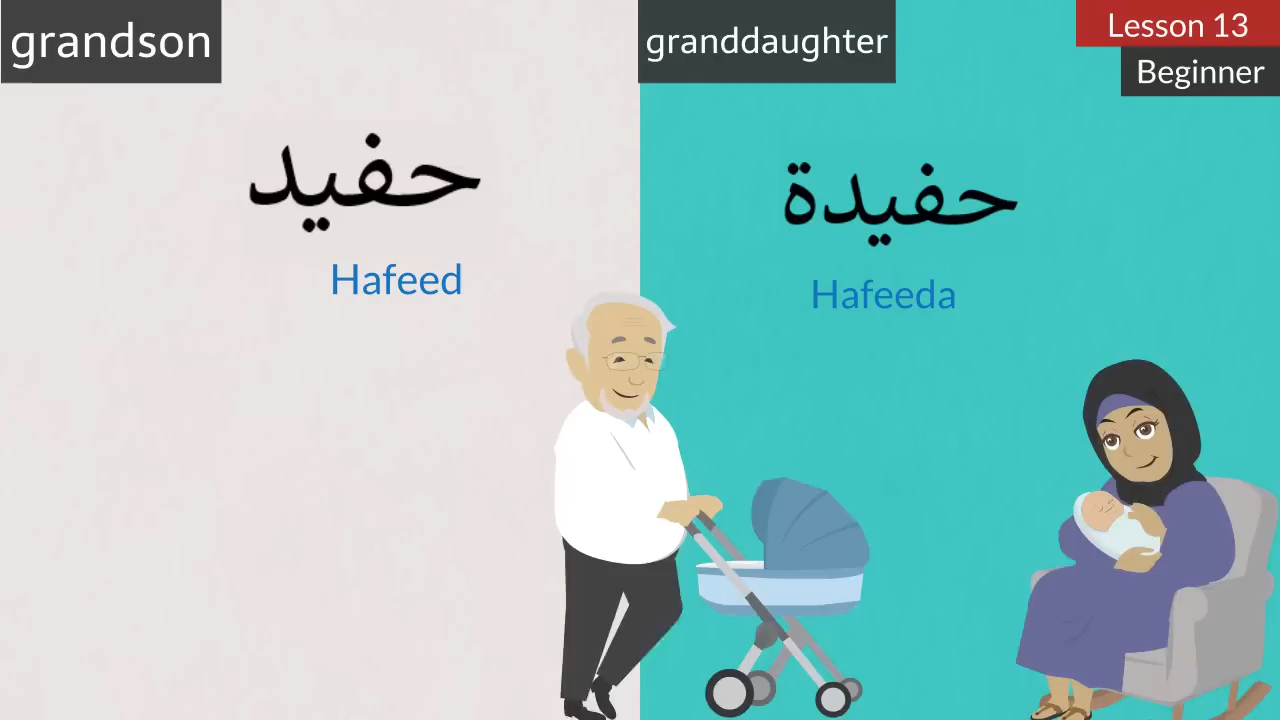 grandson
حفيد
Hafeed
granddaughter
حفيدة
Hafeeda
Lesson 13
Beginner